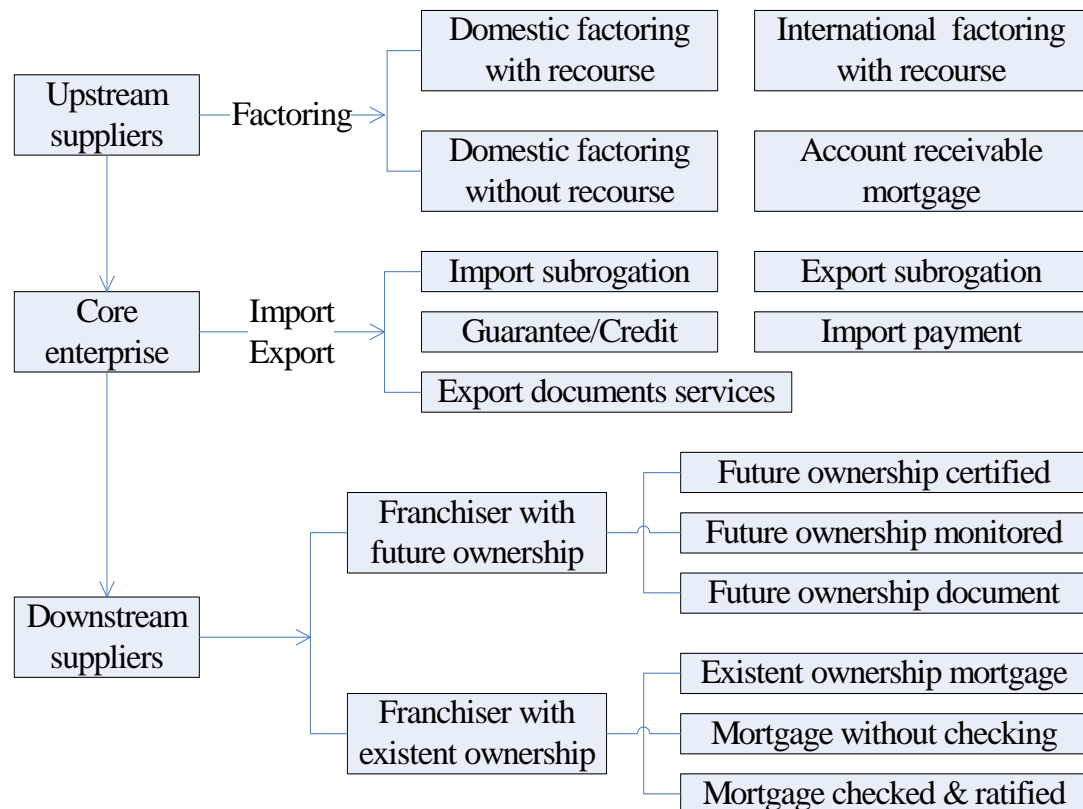 Upstream
suppliers
Factoring
Domestic factoring
with recourse
International factoring
with recourse
Domestic factoring
without recourse
Account receivable
mortgage
Core
enterprise
Import
Export
Import subrogation
Export subrogation
Guarantee/Credit
Import payment
Export documents services
Downstream
suppliers
Franchiser with
future ownership
Future ownership certified
Future ownership monitored
Future ownership document
Franchiser with
existent ownership
Existent ownership mortgage
Mortgage without checking
Mortgage checked & ratified